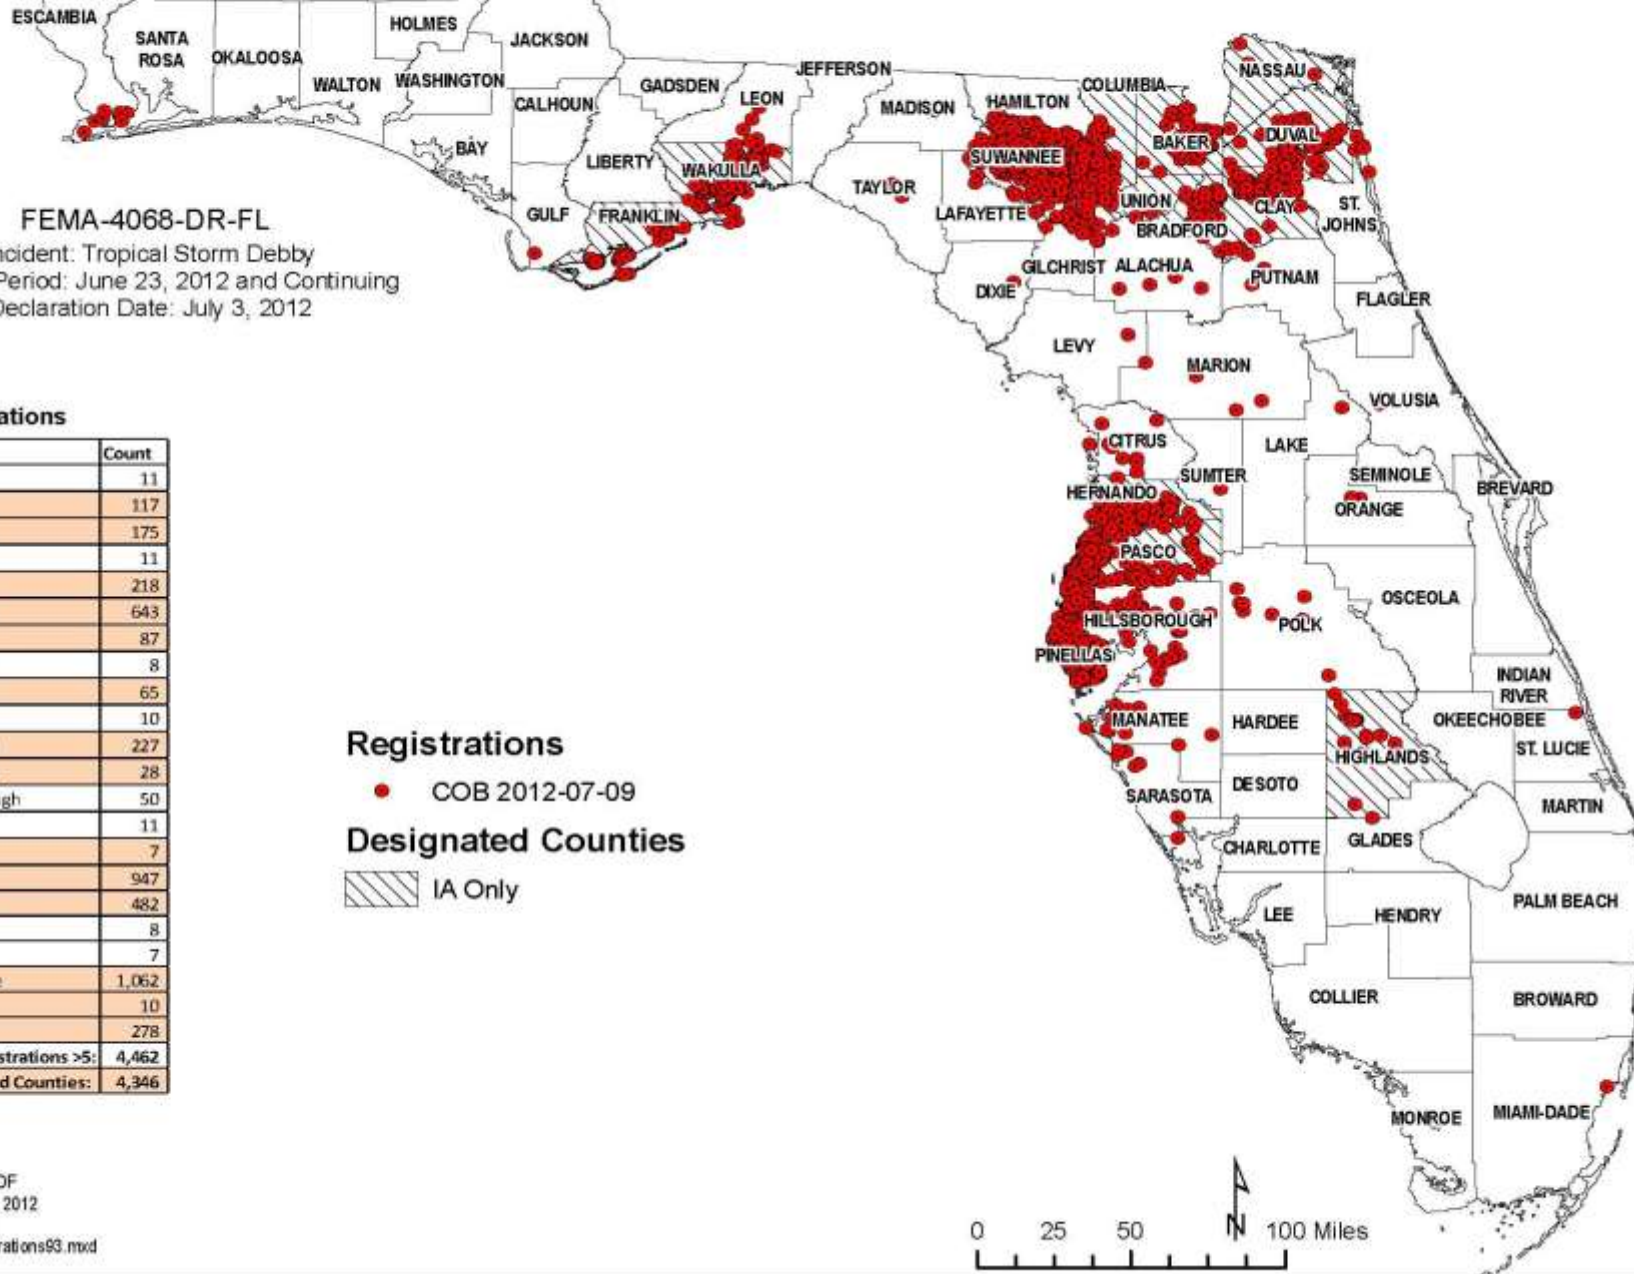 ESCAMBIA
SANTA
ROSA
OKALOOSA
WALTON
HOLMES
WASHINGTON
JACKSON
CALHOUN
BAY
GULF
LIBERTY
GADSDEN
LEON
WAKULLA
FRANKLIN
JEFFERSON
MADISON
TAYLOR
HAMILTON
SUWANNEE
LAFAYETTE
COLUMBIA
BAKER
NASSAU
DUVAL
UNION
BRADFORD
CLAY
ST.
JOHNS
GILCHRIST
ALACHUA
DIXIE
PUTNAM
FLAGLER
LEVY
MARION
VOLUSIA
CITRUS
LAKE
SUMTER
SEMINOLE
HERNANDO
ORANGE
BREVARD
PASCO
OSCEOLA
HILLSBOROUGH
POLK
PINELLAS
INDIAN
RIVER
MANATEE
HARDEE
OKEECHOBEE
ST. LUCIE
HIGHLANDS
SARASOTA
DESOTO
MARTIN
CHARLOTTE
GLADES
LEE
HENDRY
PALM BEACH
COLLIER
BROWARD
MONROE
MIAMI-DADE
FEMA-4068-DR-FL
ncident: Tropical Storm Debby
Period: June 23, 2012 and Continuing
Declaration Date: July 3, 2012
ations
Count
11
117
175
11
218
643
87
8
65
10
227
28
gh 50
11
7
947
482
8
7
e 1,062
10
278
strations >5: 4,462
d Counties: 4,346
DF
2012
rations93.mxd
Registrations
COB 2012-07-09
Designated Counties
IA Only
N
0 25 50 100 Miles